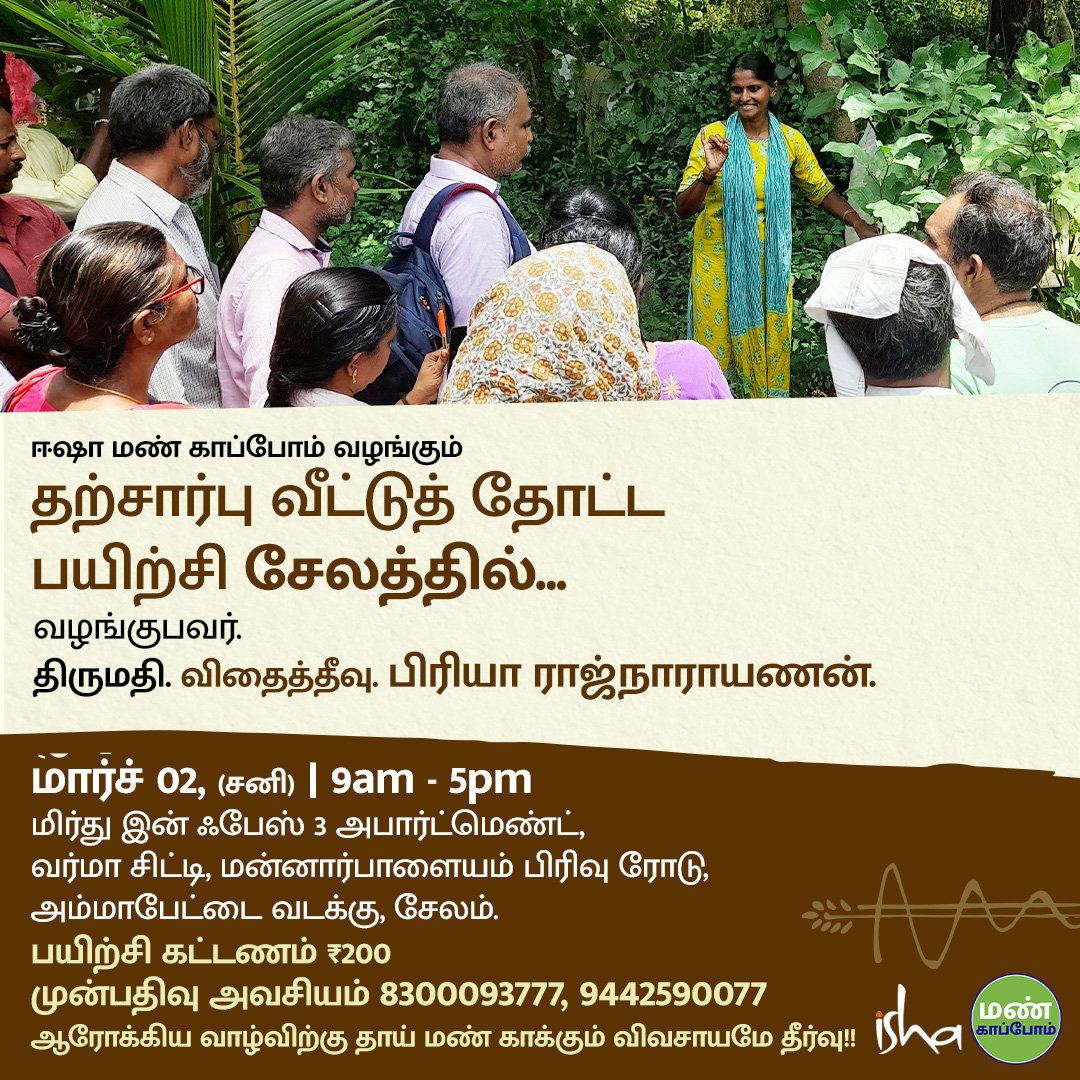 ஈஷா மண் காப்போம் வழங்கும்
தற்சார்பு வீட்டுத் தோட்ட
பயிற்சி சேலத்தில்...
வழங்குபவர்.
திருமதி. விதைத்தீவு. பிரியா ராஜ்நாராயணன்.
மார்ச் 02, (சனி) | 9am - 5pm
மிர்து இன் ஃபேஸ் 3 அபார்ட்மெண்ட்,
வர்மா சிட்டி, மன்னார்பாளையம் பிரிவு ரோடு,
அம்மாபேட்டை வடக்கு, சேலம்.
பயிற்சி கட்டணம் ₹200
முன்பதிவு அவசியம் 8300093777, 9442590077
ஆரோக்கிய வாழ்விற்கு தாய் மண் காக்கும் விவசாயமே தீர்வு!!
isha
மண்
காப்போம்